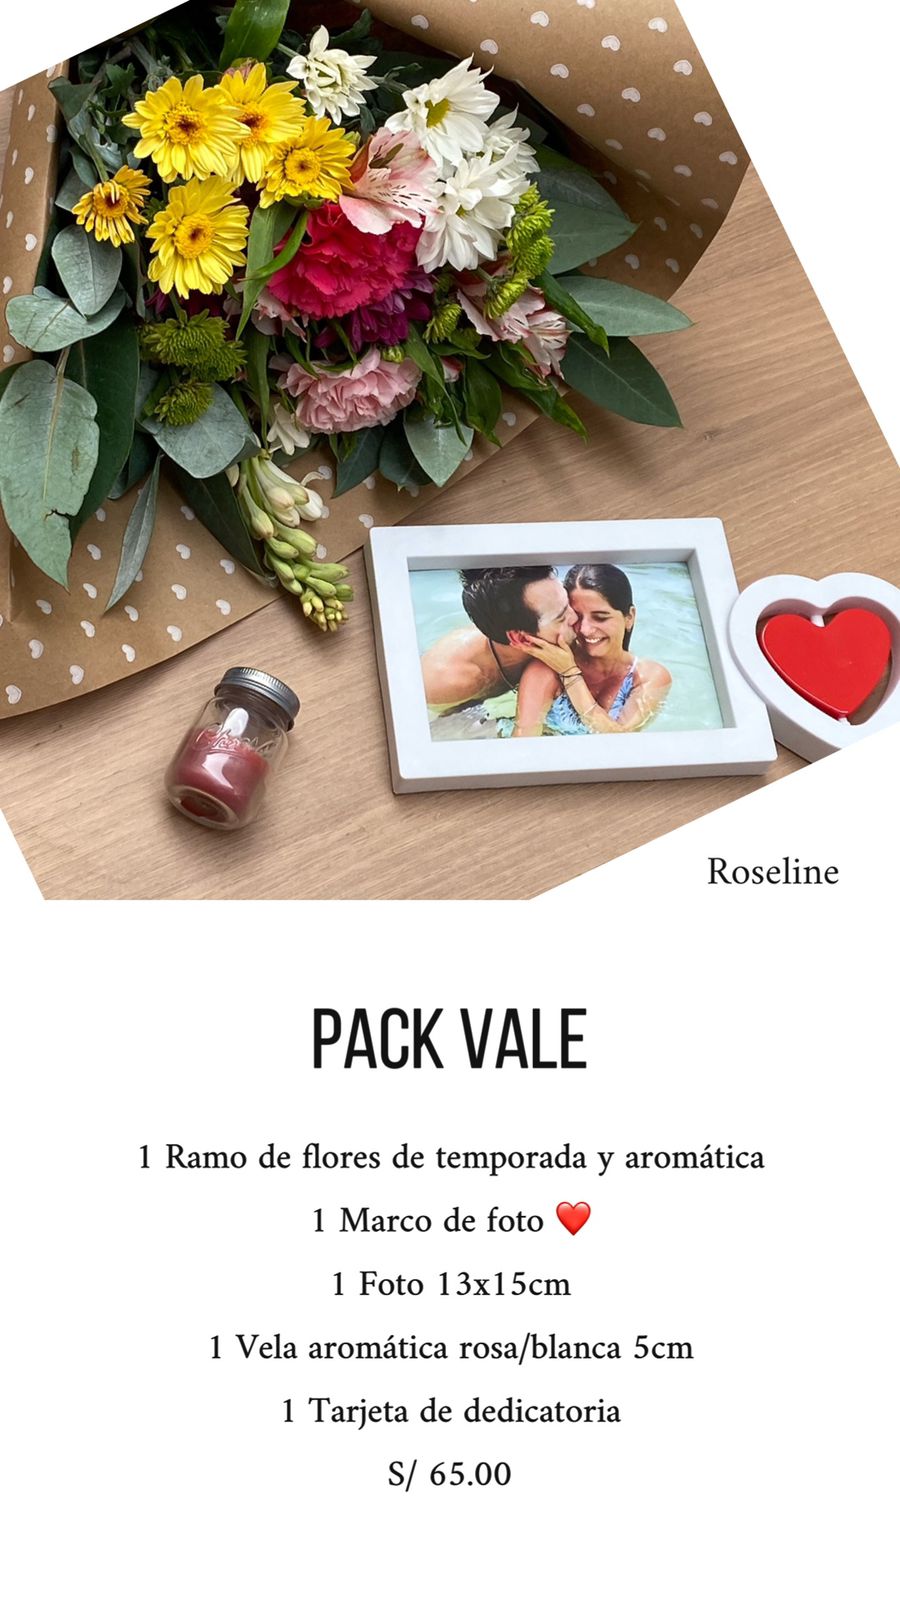 Roseline
PACK VALE
1 Ramo de flores de temporada y aromática
1 Marco de foto ❤️
1 Foto 13x15cm
1 Vela aromática rosa/blanca 5cm
1 Tarjeta de dedicatoria
S/ 65.00